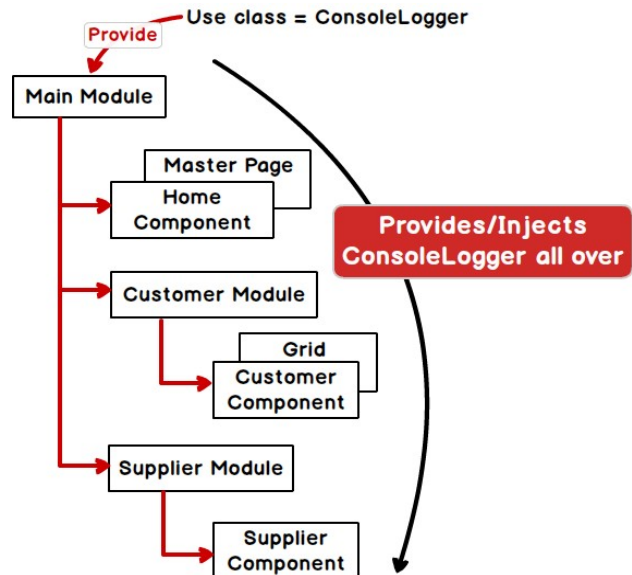 Use class = ConsoleLogger
Provide
Main Module
Master Page
Home
Component
Provides/Injects
ConsoleLogger all over
Customer Module
Grid
Customer
Component
Supplier Module
Supplier
Component